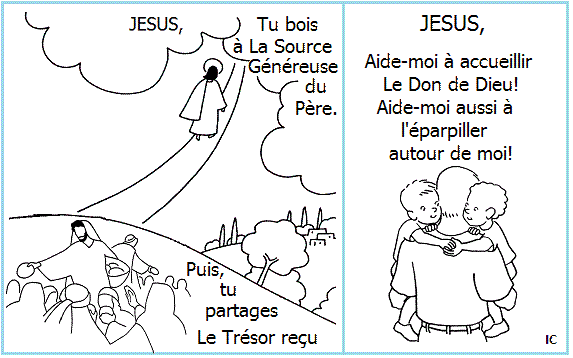 JESUS,
Tu bois
à La Source
Généreuse
du
Père.
Puis,
tu
partages
Le Trésor reçu
JESUS,
Aide-moi à accueillir
Le Don de Dieu!
Aide-moi aussi à
l'éparpiller
autour de moi!
IC